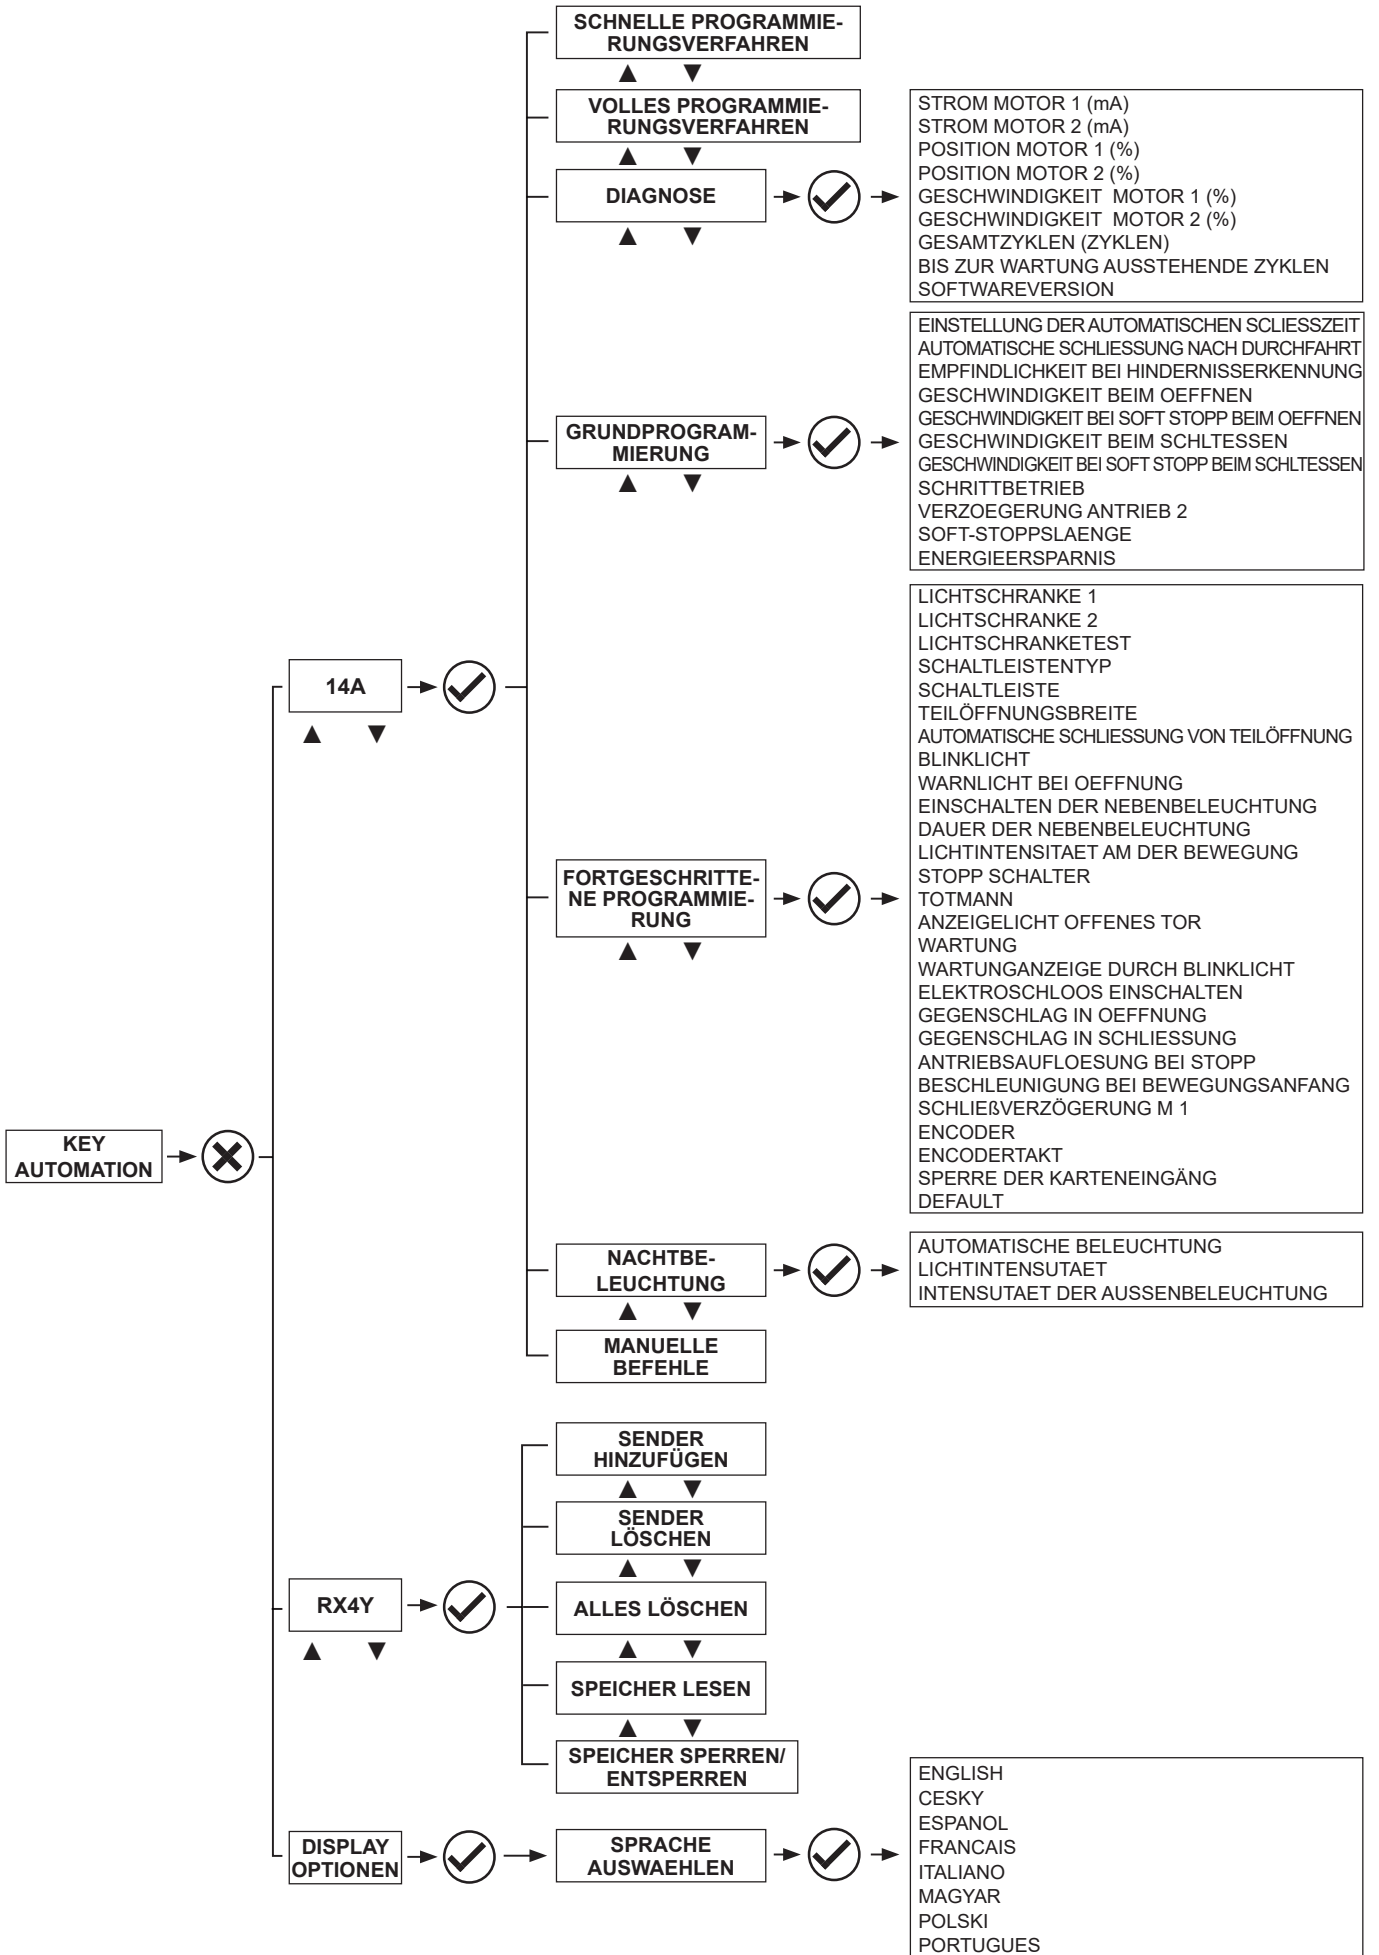 SCHNELLE PROGRAMMIE-
RUNGSVERFAHREN
VOLLES PROGRAMMIE-
RUNGSVERFAHREN
DIAGNOSE
STROM MOTOR 1 (mA)
STROM MOTOR 2 (mA)
POSITION MOTOR 1 (%)
POSITION MOTOR 2 (%)
GESCHWINDIGKEIT  MOTOR 1 (%)
GESCHWINDIGKEIT  MOTOR 2 (%)
GESAMTZYKLEN (ZYKLEN)
BIS ZUR WARTUNG AUSSTEHENDE ZYKLEN
SOFTWAREVERSION
GRUNDPROGRAM-
MIERUNG
EINSTELLUNG DER AUTOMATISCHEN SCLIESSZEIT
AUTOMATISCHE SCHLIESSUNG NACH DURCHFAHRT
EMPFINDLICHKEIT BEI HINDERNISSERKENNUNG
GESCHWINDIGKEIT BEIM OEFFNEN
GESCHWINDIGKEIT BEI SOFT STOPP BEIM OEFFNEN
GESCHWINDIGKEIT BEIM SCHLTESSEN
GESCHWINDIGKEIT BEI SOFT STOPP BEIM SCHLTESSEN
SCHRITTBETRIEB
VERZOEGERUNG ANTRIEB 2
SOFT-STOPPSLAENGE
ENERGIEERSPARNIS
14A
FORTGESCHRITTE-
NE PROGRAMMIE-
RUNG
LICHTSCHRANKE 1
LICHTSCHRANKE 2
LICHTSCHRANKETEST
SCHALTLEISTENTYP
SCHALTLEISTE
TEILÖFFNUNGSBREITE
AUTOMATISCHE SCHLIESSUNG VON TEILÖFFNUNG
BLINKLICHT
WARNLICHT BEI OEFFNUNG
EINSCHALTEN DER NEBENBELEUCHTUNG
DAUER DER NEBENBELEUCHTUNG
LICHTINTENSITAET AM DER BEWEGUNG
STOPP SCHALTER
TOTMANN
ANZEIGELICHT OFFENES TOR
WARTUNG
WARTUNGANZEIGE DURCH BLINKLICHT
ELEKTROSCHLOOS EINSCHALTEN
GEGENSCHLAG IN OEFFNUNG
GEGENSCHLAG IN SCHLIESSUNG
ANTRIEBSAUFLOESUNG BEI STOPP
BESCHLEUNIGUNG BEI BEWEGUNGSANFANG
SCHLIEßVERZÖGERUNG M 1
ENCODER
ENCODERTAKT
SPERRE DER KARTENEINGÄNG
DEFAULT
KEY
AUTOMATION
NACHTBE-
LEUCHTUNG
AUTOMATISCHE BELEUCHTUNG
LICHTINTENSUTAET
INTENSUTAET DER AUSSENBELEUCHTUNG
MANUELLE
BEFEHLE
SENDER
HINZUFÜGEN
SENDER
LÖSCHEN
RX4Y
ALLES LÖSCHEN
SPEICHER LESEN
SPEICHER SPERREN/
ENTSPERREN
DISPLAY
OPTIONEN
SPRACHE
AUSWAEHLEN
ENGLISH
CESKY
ESPANOL
FRANCAIS
ITALIANO
MAGYAR
POLSKI
PORTUGUES